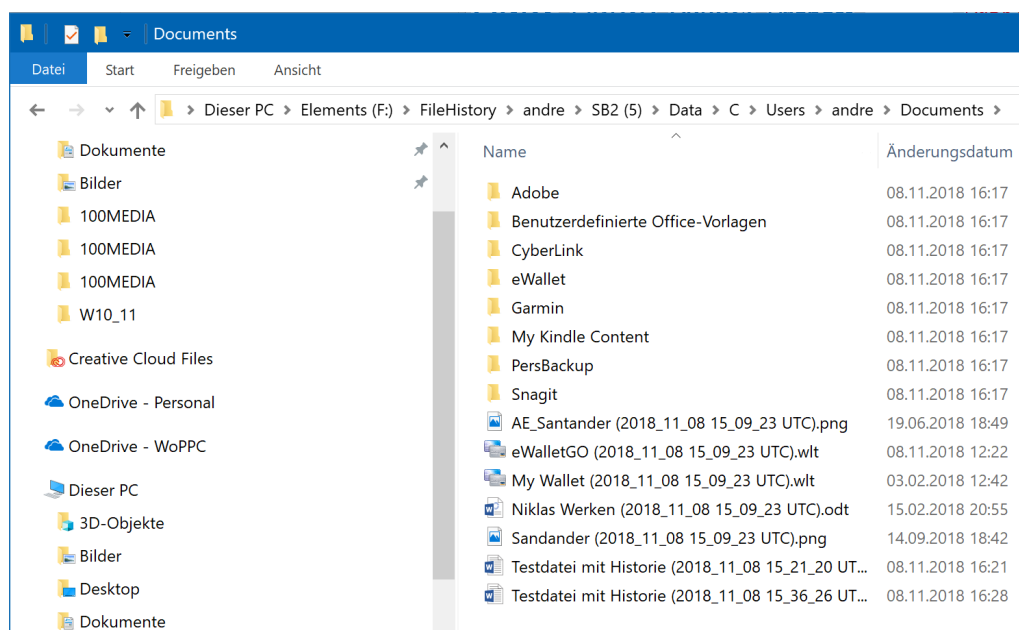 Documents
Datei Start Freigeben Ansicht
Dieser PC > Elements (F:) > FileHistory > andre > SB2 (5) > Data > C > Users > andre > Documents >
Dokumente
Bilder
100MEDIA
100MEDIA
100MEDIA
W10_11
Creative Cloud Files
OneDrive - Personal
OneDrive - WoPPC
Dieser PC
3D-Objekte
Bilder
Desktop
Dokumente
Name Änderungsdatum
Adobe 08.11.2018 16:17
Benutzerdefinierte Office-Vorlagen 08.11.2018 16:17
CyberLink 08.11.2018 16:17
eWallet 08.11.2018 16:17
Garmin 08.11.2018 16:17
My Kindle Content 08.11.2018 16:17
PersBackup 08.11.2018 16:17
Snagit 08.11.2018 16:17
AE_Santander (2018_11_08 15_09_23 UTC).png 19.06.2018 18:49
eWalletGO (2018_11_08 15_09_23 UTC).wlt 08.11.2018 12:22
My Wallet (2018_11_08 15_09_23 UTC).wlt 03.02.2018 12:42
Niklas Werken (2018_11_08 15_09_23 UTC).odt 15.02.2018 20:55
Sandander (2018_11_08 15_09_23 UTC).png 14.09.2018 18:42
Testdatei mit Historie (2018_11_08 15_21_20 UT... 08.11.2018 16:21
Testdatei mit Historie (2018_11_08 15_36_26 UT... 08.11.2018 16:28